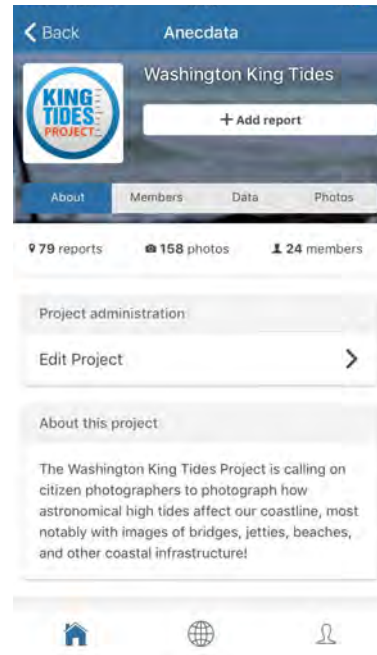 Back Anecdata
Washington King Tides
KING
TIDES
PROJECT
+ Add report
About Members Data Photos
79 reports 158 photos 24 members
Project administration
Edit Project
About this project
The Washington King Tides Project is calling on
citizen photographers to photograph how
astronomical high tides affect our coastline, most
notably with images of bridges, jetties, beaches,
and other coastal infrastructure!